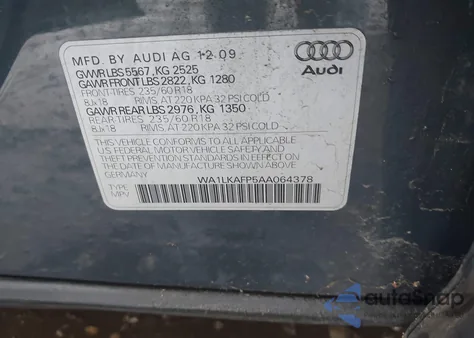 MFD. BY AUDI AG 12 09
GVWR LBS 5567 ,KG 2525
GAWR FRONT LBS 2822, KG 1280
FRONT-TIRES 235/60 R18
8Jx18 RIMS, AT 220 KPA 32 PSI COLD
GAWR REAR LBS 2976, KG 1350
REAR-TIRES 235/60 R18
8Jx18 RIMS, AT 220 KPA 32 PSI COLD
THIS VEHICLE CONFORMS TO ALL APPLICABLE
FEDERAL MOTOR VEHICLE SAFETY AND
THEFT PREVENTION STANDARDS IN EFFECT ON
THE DATE OF MANUFACTURE SHOWN ABOVE
GERMANY
TYPE:
MPV
WA1LKAFP5AA064378
Audi
autoSnap